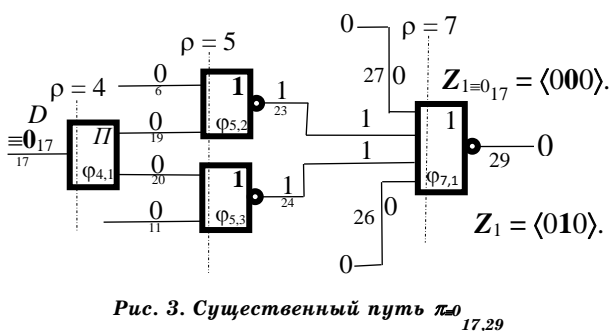 0
ρ = 7
ρ = 5
27
0
Z₁≡₀₁₇ = ⟨000⟩.
ρ = 4
0
6
1
1
23
1
1
D
≡0₁₇
17
П
φ₄,₁
0
19
φ₅,₂
0
20
1
1
24
29
0
φ₇,₁
0
11
φ₅,₃
26
0
Z₁ = ⟨010⟩.
0
Рис. 3. Существенный путь π≡0 17,29